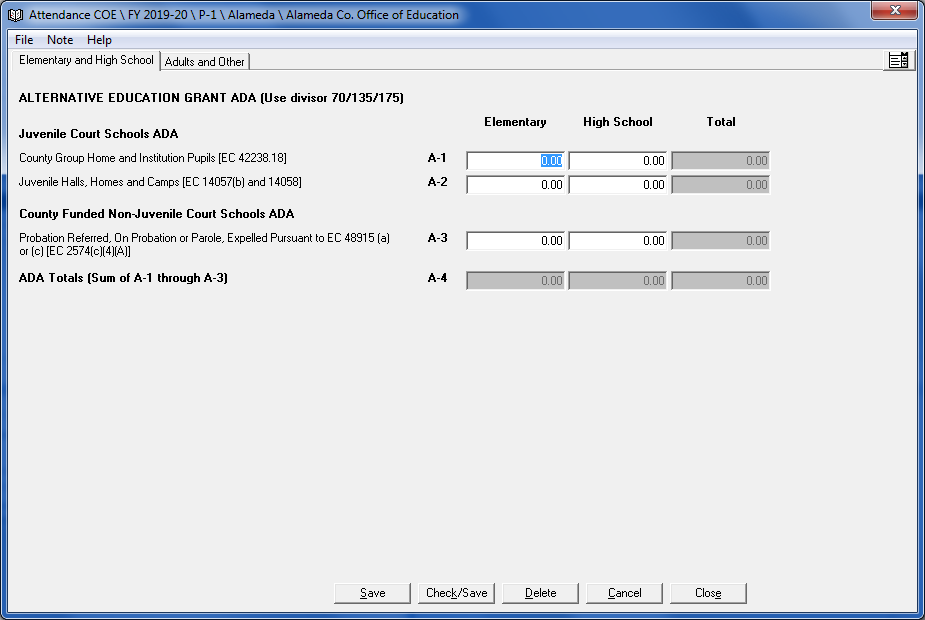 Attendance COE \ FY 2019-20 \ P-1 \ Alameda \ Alameda Co. Office of Education
File Note Help
Elementary and High School Adults and Other
ALTERNATIVE EDUCATION GRANT ADA (Use divisor 70/135/175)
Elementary High School Total
Juvenile Court Schools ADA
County Group Home and Institution Pupils [EC 42238.18] A-1 0.00 0.00 0.00
Juvenile Halls, Homes and Camps [EC 14057(b) and 14058] A-2 0.00 0.00 0.00
County Funded Non-Juvenile Court Schools ADA
Probation Referred, On Probation or Parole, Expelled Pursuant to EC 48915 (a) A-3 0.00 0.00 0.00
or (c) [EC 2574(c)(4)(A)]
ADA Totals (Sum of A-1 through A-3) A-4 0.00 0.00 0.00
Save Check/Save Delete Cancel Close